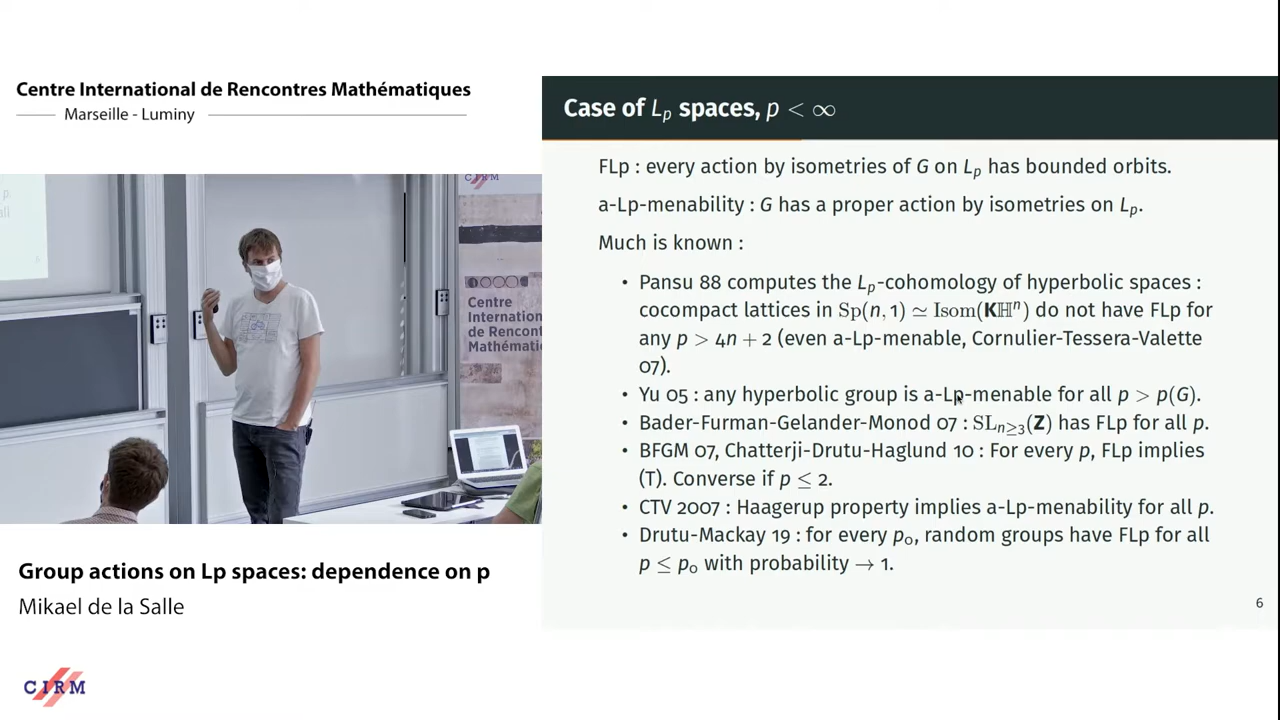 Centre International de Rencontres Mathématiques
Marseille - Luminy
Case of Lp spaces, p < ∞
FLp : every action by isometries of G on Lp has bounded orbits.
a-Lp-menability : G has a proper action by isometries on Lp.
Much is known :
• Pansu 88 computes the Lp-cohomology of hyperbolic spaces :
cocompact lattices in Sp(n, 1) ≃ Isom(Kℍⁿ) do not have FLp for
any p > 4n + 2 (even a-Lp-menable, Cornulier-Tessera-Valette
07).
• Yu 05 : any hyperbolic group is a-Lp-menable for all p > p(G).
• Bader-Furman-Gelander-Monod 07 : SLn≥3(Z) has FLp for all p.
• BFGM 07, Chatterji-Drutu-Haglund 10 : For every p, FLp implies
(T). Converse if p ≤ 2.
• CTV 2007 : Haagerup property implies a-Lp-menability for all p.
• Drutu-Mackay 19 : for every p₀, random groups have FLp for all
p ≤ p₀ with probability → 1.
6
CIRM
Centre
Internation
de Rencont
Mathémati
Group actions on Lp spaces: dependence on p
Mikael de la Salle
CIRM